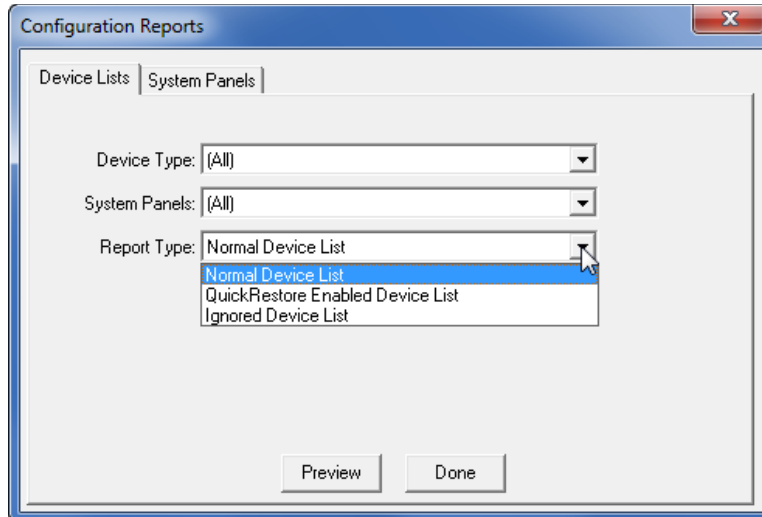 Configuration Reports
Device Lists System Panels
Device Type: (All)
System Panels: (All)
Report Type: Normal Device List
Normal Device List
QuickRestore Enabled Device List
Ignored Device List
Preview Done